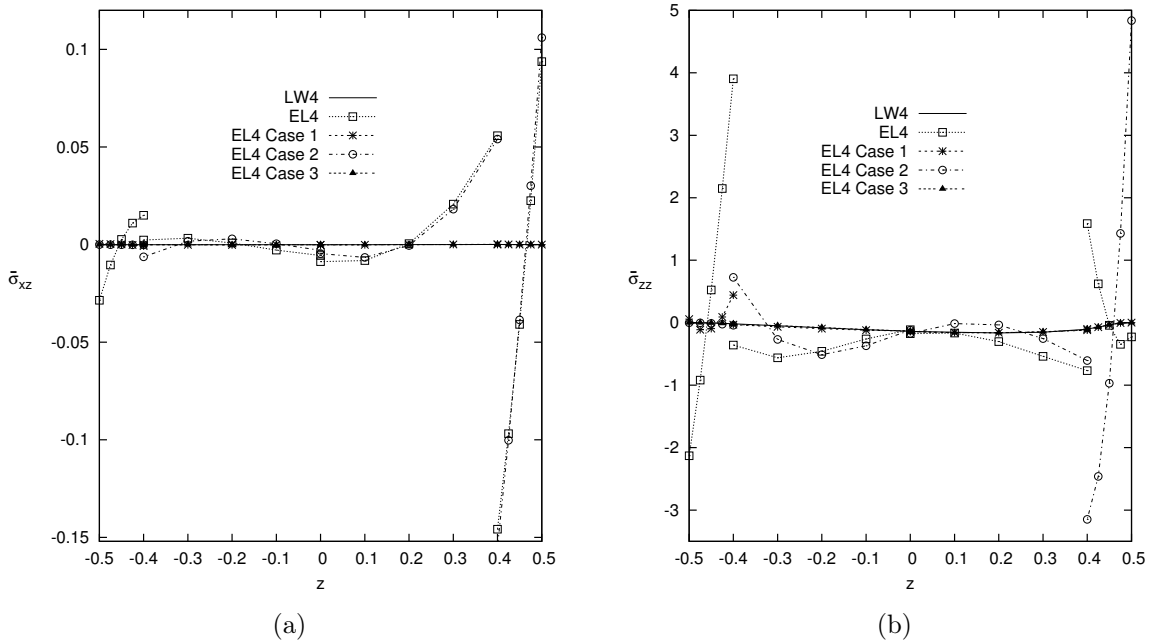 0.1
0.05
0
-0.05
-0.1
-0.15
σ̄xz
LW4
EL4
EL4 Case 1
EL4 Case 2
EL4 Case 3
-0.5 -0.4 -0.3 -0.2 -0.1 0 0.1 0.2 0.3 0.4 0.5
z
(a)
5
4
3
2
1
0
-1
-2
-3
σ̄zz
LW4
EL4
EL4 Case 1
EL4 Case 2
EL4 Case 3
-0.5 -0.4 -0.3 -0.2 -0.1 0 0.1 0.2 0.3 0.4 0.5
z
(b)